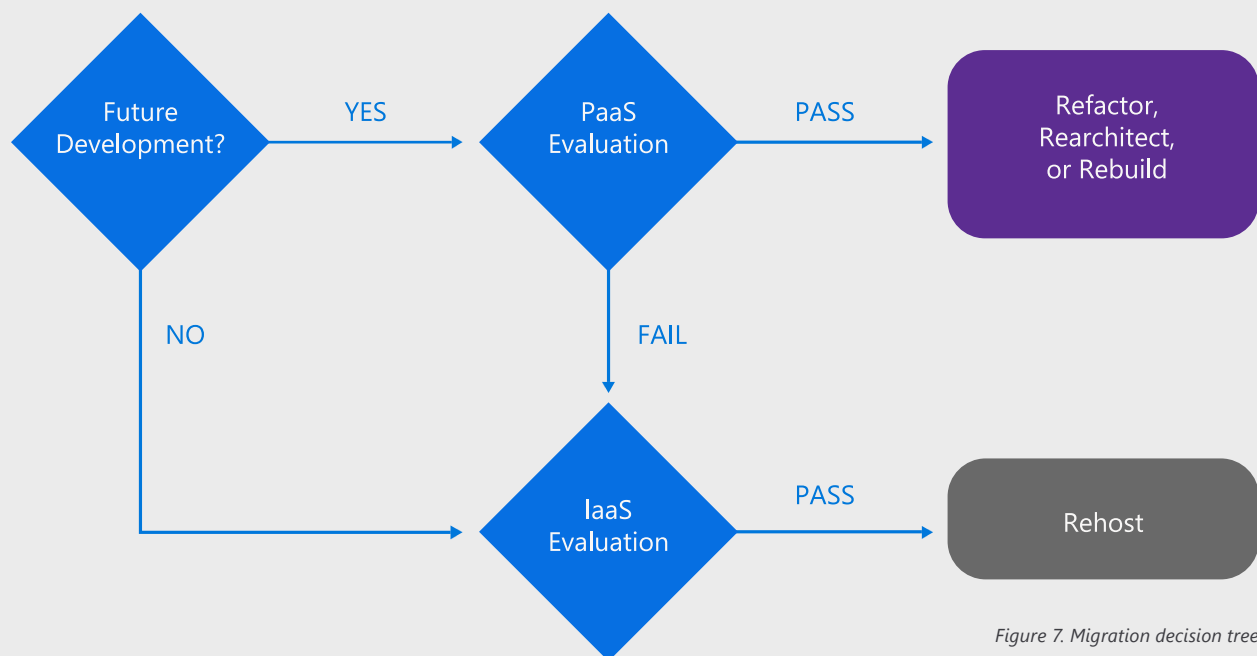 Future
Development?
YES
PaaS
Evaluation
PASS
Refactor,
Rearchitect,
or Rebuild
NO
FAIL
IaaS
Evaluation
PASS
Rehost
Figure 7. Migration decision tree